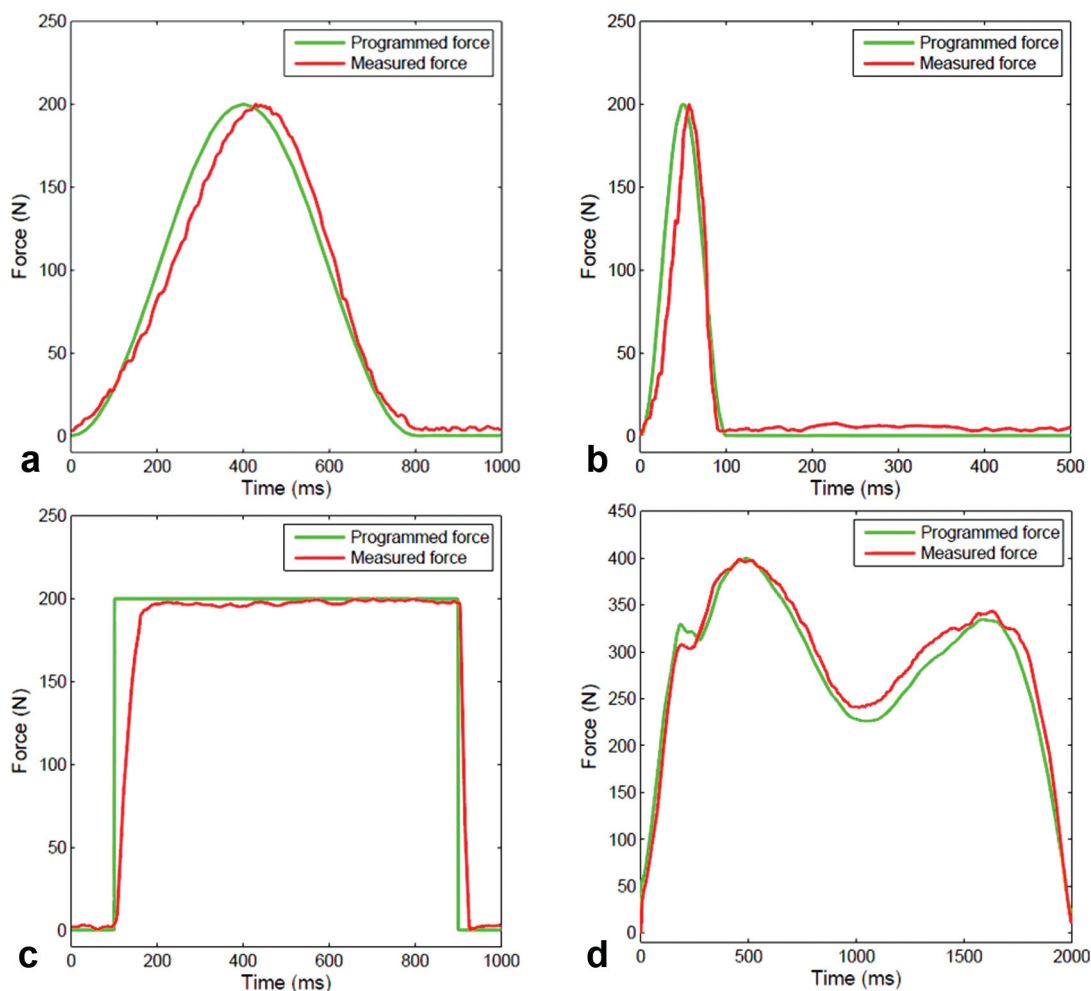 250
200
150
100
50
0
Force (N)
Programmed force
Measured force
0 200 400 600 800 1000
Time (ms)
a
250
200
150
100
50
0
Force (N)
Programmed force
Measured force
0 100 200 300 400 500
Time (ms)
b
250
200
150
100
50
0
Force (N)
Programmed force
Measured force
0 200 400 600 800 1000
Time (ms)
c
450
400
350
300
250
200
150
100
50
0
Force (N)
Programmed force
Measured force
0 500 1000 1500 2000
Time (ms)
d